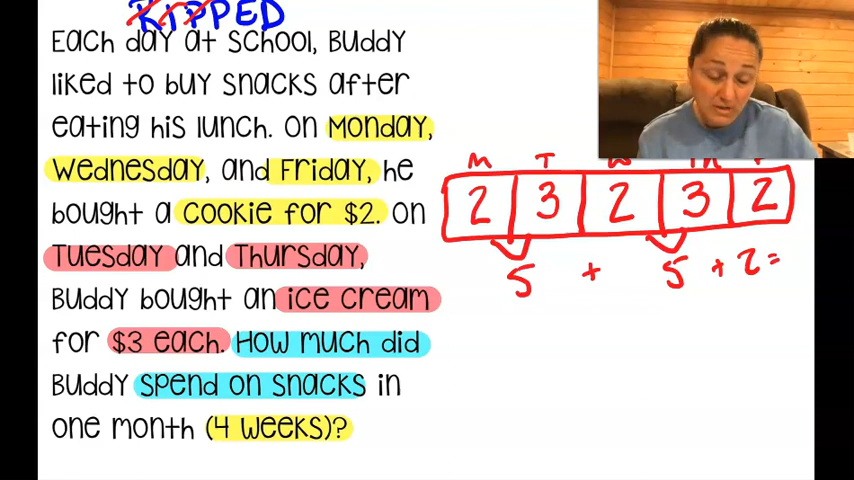 RIPPED
Each day at school, Buddy
liked to buy snacks after
eating his lunch. On Monday,
Wednesday, and Friday, he
bought a cookie for $2. On
Tuesday and Thursday,
Buddy bought an ice cream
for $3 each. How much did
Buddy spend on snacks in
one month (4 weeks)?
M T
2 3 2 3 2
5 + 5 + 2 =